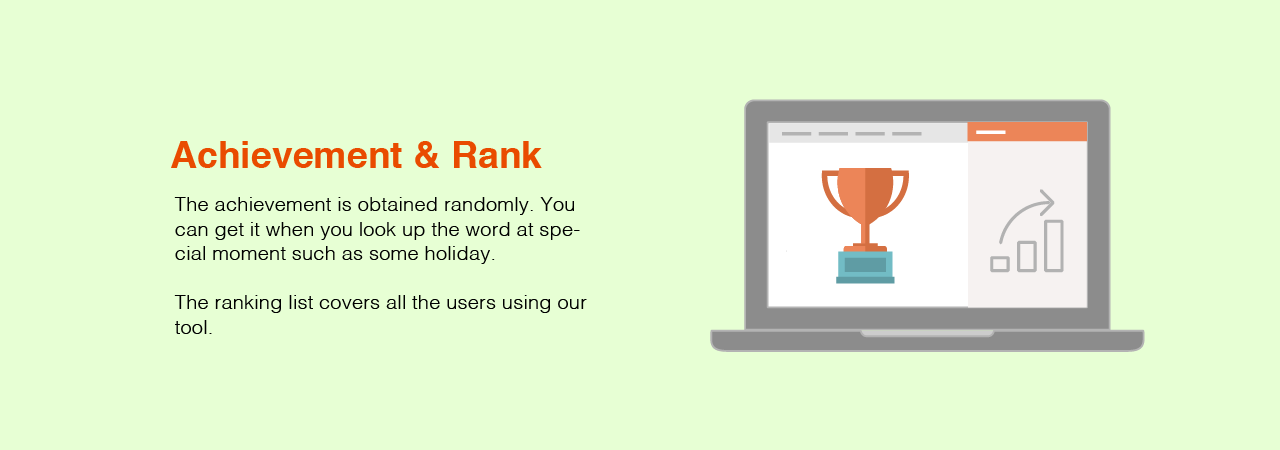 Achievement & Rank
The achievement is obtained randomly. You
can get it when you look up the word at spe-
cial moment such as some holiday.
The ranking list covers all the users using our
tool.